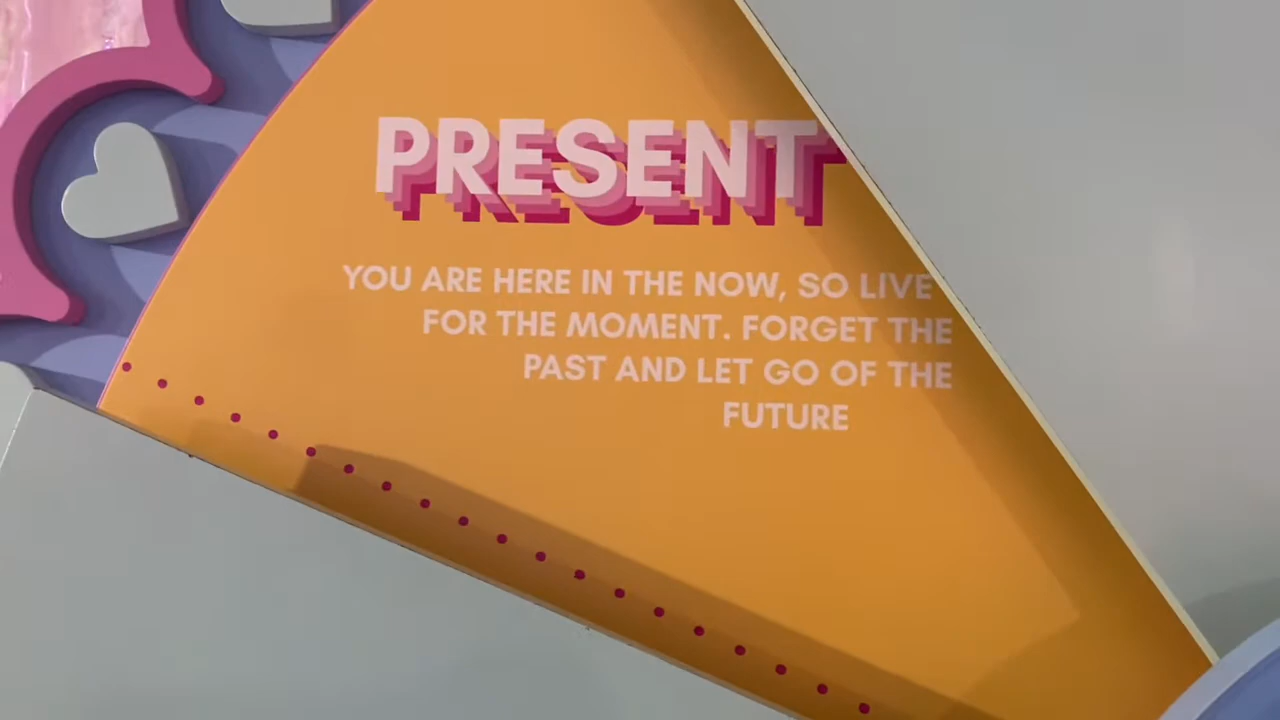 PRESENT
YOU ARE HERE IN THE NOW, SO LIVE
FOR THE MOMENT. FORGET THE
PAST AND LET GO OF THE
FUTURE